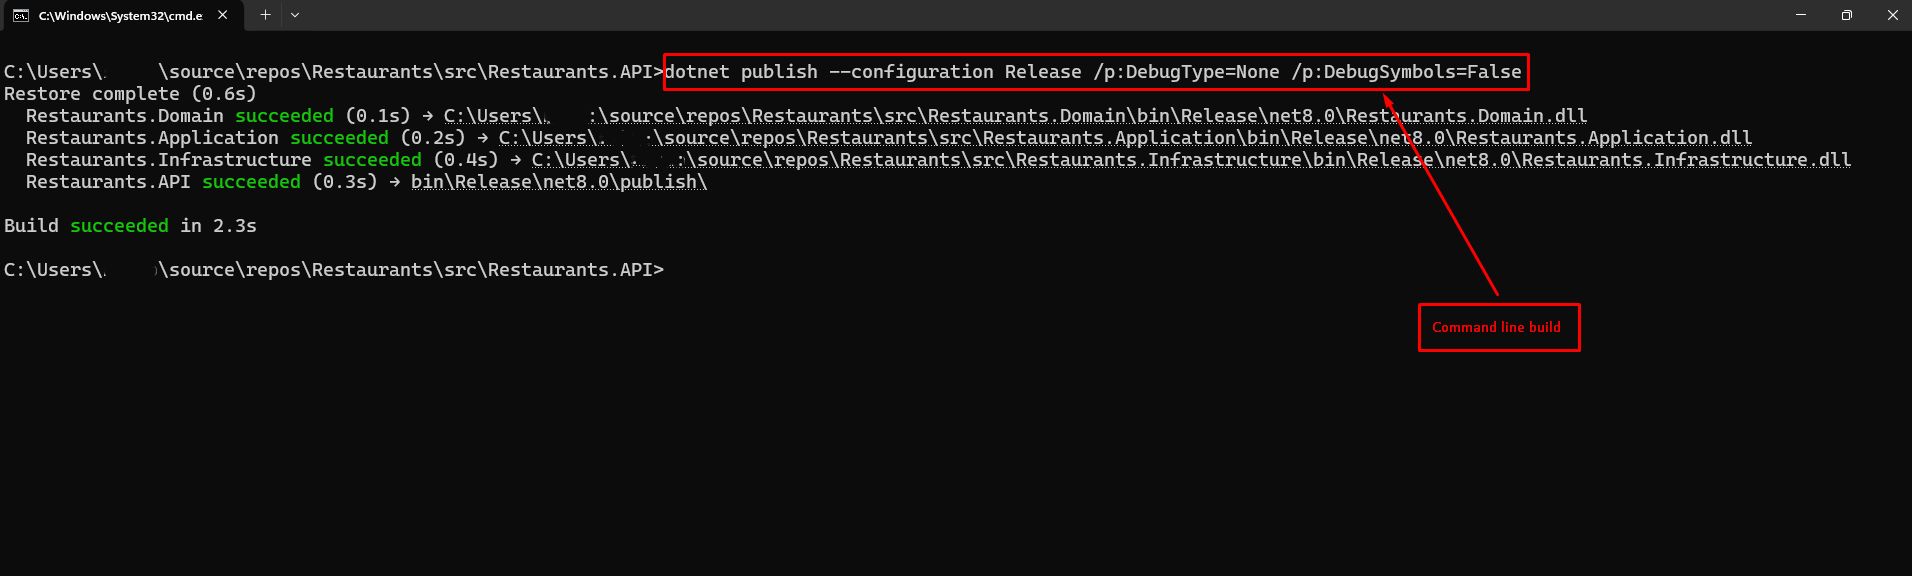 C:\Windows\System32\cmd.e
C:\Users\ \source\repos\Restaurants\src\Restaurants.API>dotnet publish --configuration Release /p:DebugType=None /p:DebugSymbols=False
Restore complete (0.6s)
Restaurants.Domain succeeded (0.1s) → C:\Users\ \source\repos\Restaurants\src\Restaurants.Domain\bin\Release\net8.0\Restaurants.Domain.dll
Restaurants.Application succeeded (0.2s) → C:\Users\ \source\repos\Restaurants\src\Restaurants.Application\bin\Release\net8.0\Restaurants.Application.dll
Restaurants.Infrastructure succeeded (0.4s) → C:\Users\ \source\repos\Restaurants\src\Restaurants.Infrastructure\bin\Release\net8.0\Restaurants.Infrastructure.dll
Restaurants.API succeeded (0.3s) → bin\Release\net8.0\publish\
Build succeeded in 2.3s
C:\Users\ \source\repos\Restaurants\src\Restaurants.API>
Command line build